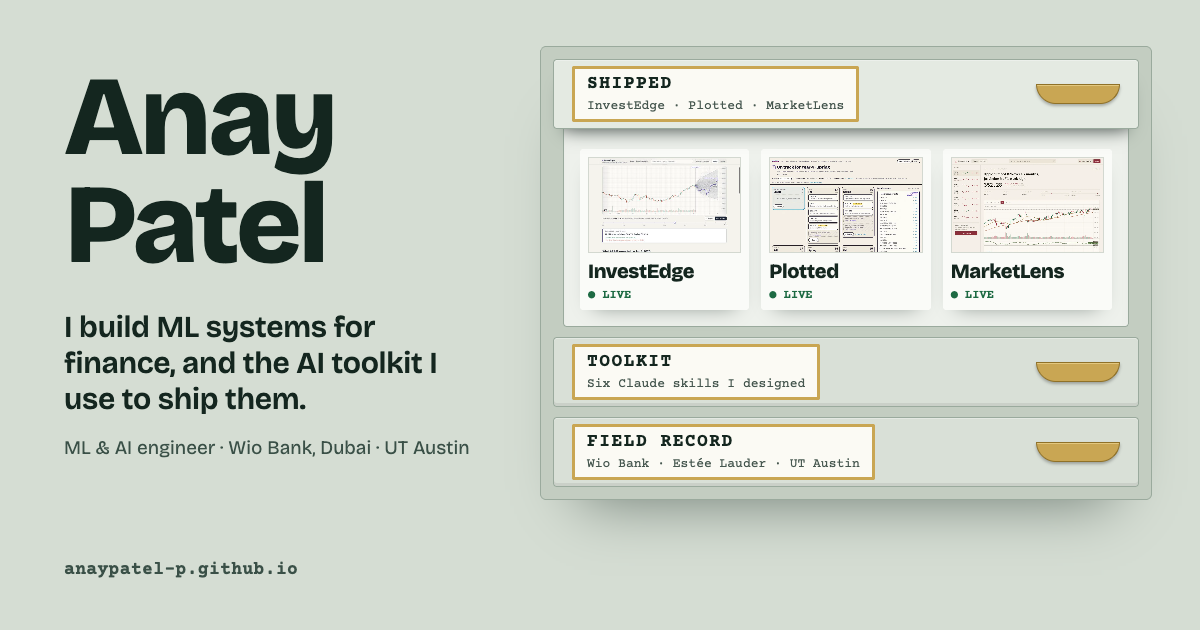 Anay
Patel
I build ML systems for
finance, and the AI toolkit I
use to ship them.
ML & AI engineer · Wio Bank, Dubai · UT Austin
anaypatel-p.github.io
SHIPPED
InvestEdge · Plotted · MarketLens
InvestEdge
LIVE
Plotted
LIVE
MarketLens
LIVE
TOOLKIT
Six Claude skills I designed
FIELD RECORD
Wio Bank · Estée Lauder · UT Austin